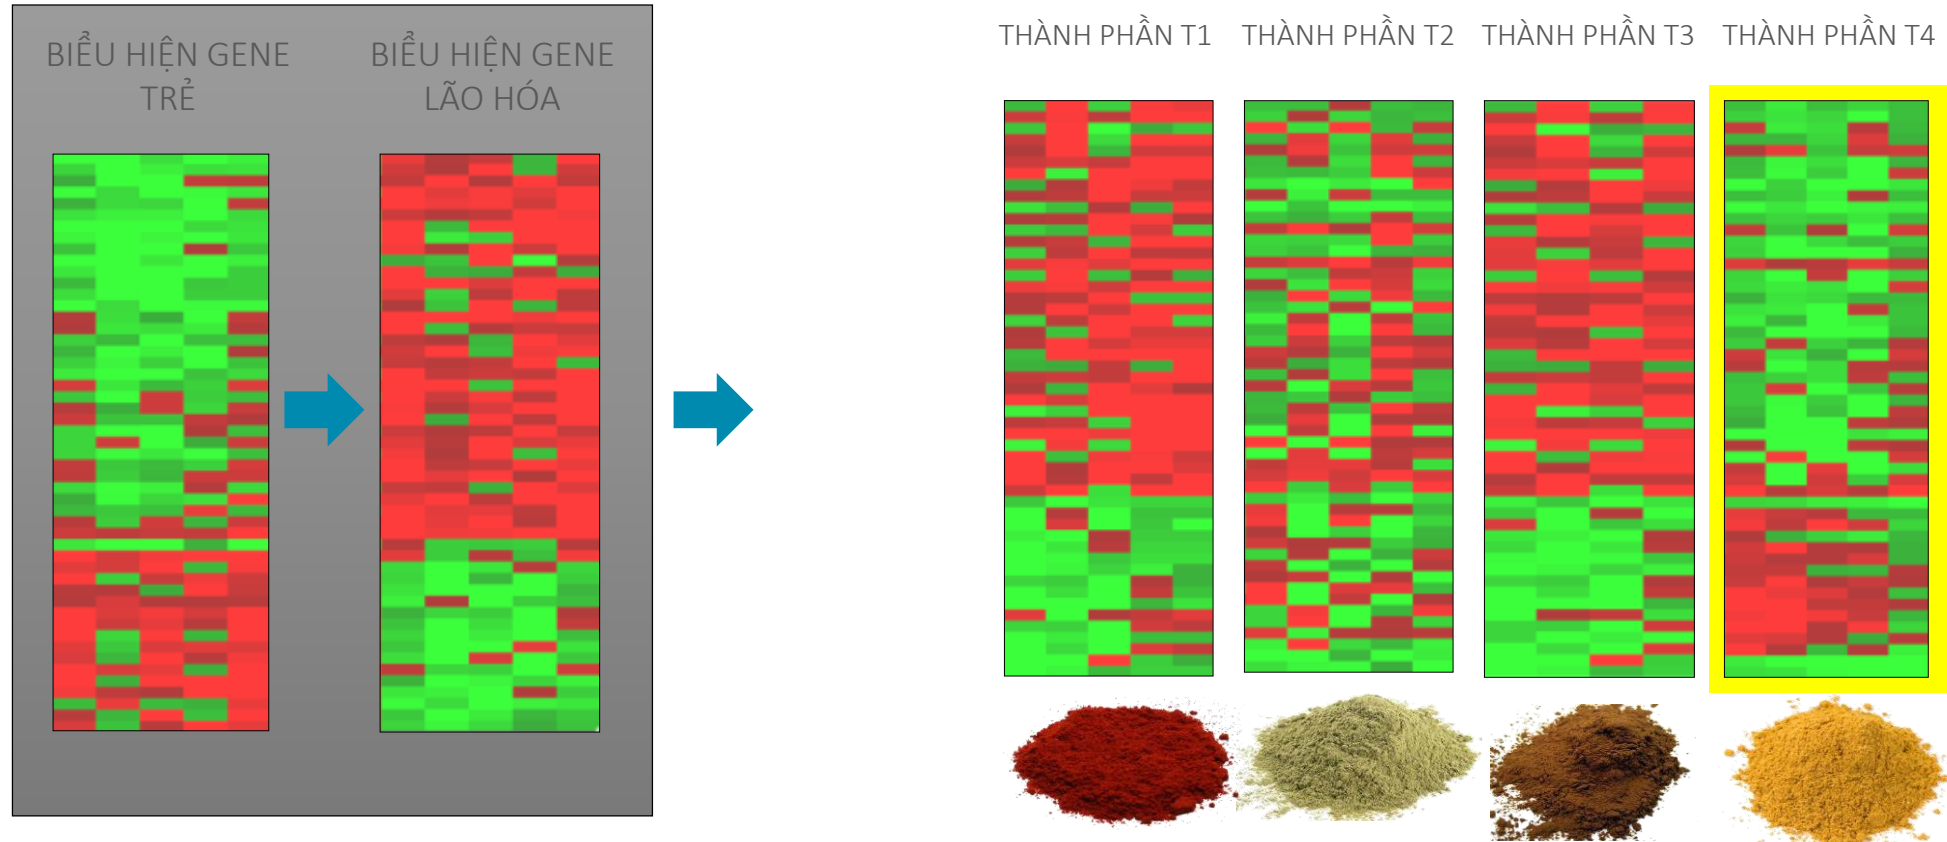 BIỂU HIỆN GENE
TRẺ
BIỂU HIỆN GENE
LÃO HÓA
THÀNH PHẦN T1
THÀNH PHẦN T2
THÀNH PHẦN T3
THÀNH PHẦN T4